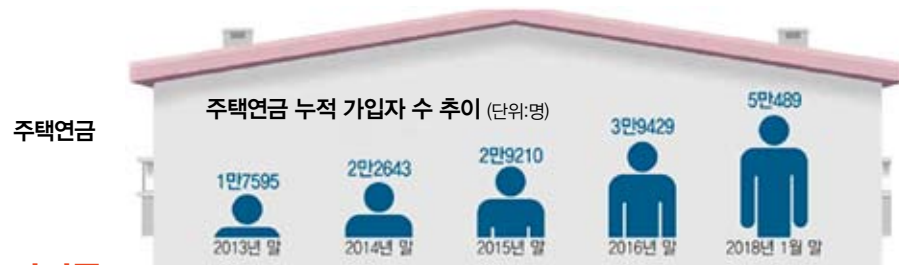 주택연금 누적 가입자 수 추이 (단위:명)
주택연금
1만7595
2만2643
2만9210
3만9429
5만489
2013년 말
2014년 말
2015년 말
2016년 말
2018년 1월 말